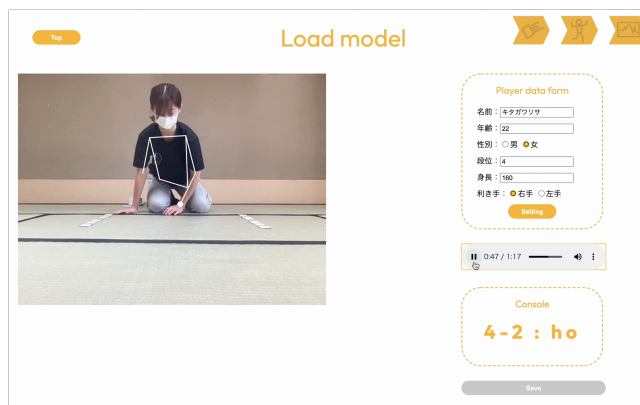 Top
Load model
Player data form
名前：キタガワリサ
年齢：22
性別：男 女
段位：4
身長：160
利き手：右手 左手
Setting
0:47 / 1:17
Console
4-2 : ho
Save